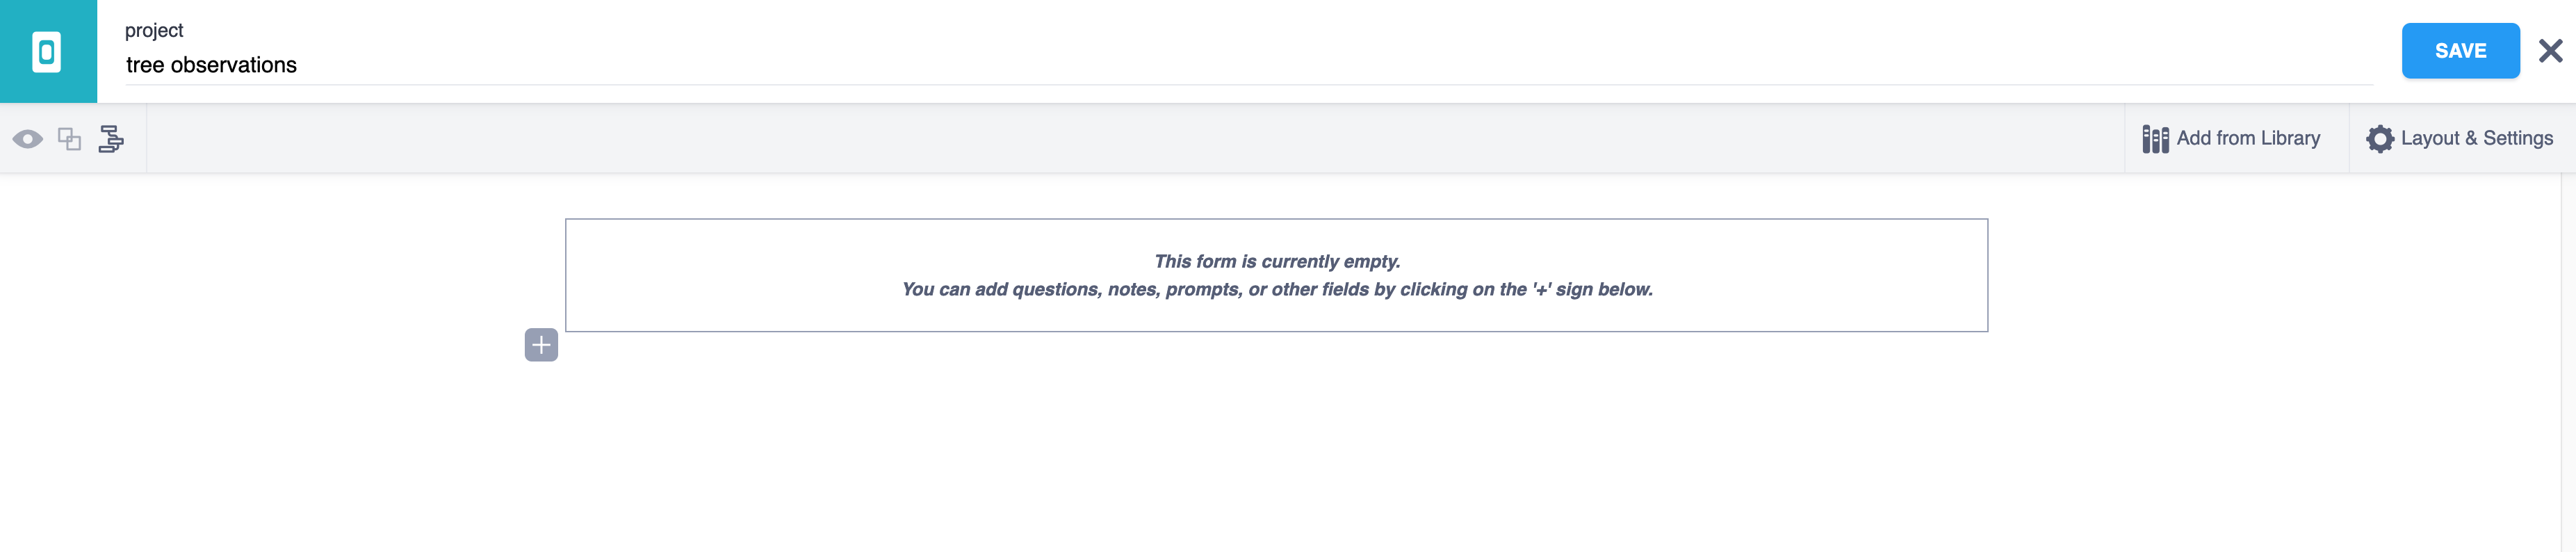 project
tree observations
SAVE
Add from Library
Layout & Settings
This form is currently empty.
You can add questions, notes, prompts, or other fields by clicking on the '+' sign below.